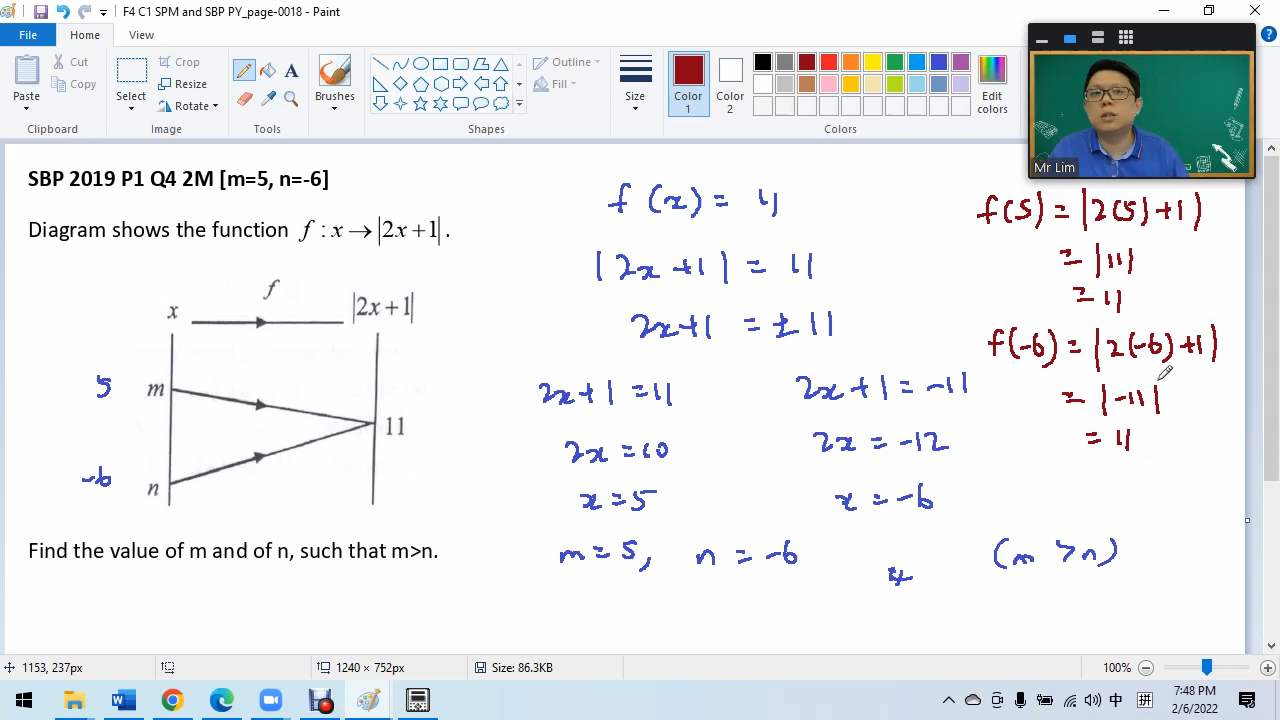 F4 C1 SPM and SBP PY_page-0018 - Paint
File Home View
Paste Cut Copy Clipboard
Select Crop Resize Rotate Image
A Tools
Brushes
Outline Fill Shapes
Size
Color 1 Color 2 Edit colors Colors
Mr Lim
SBP 2019 P1 Q4 2M [m=5, n=-6]
Diagram shows the function f : x → |2x+1|.
f
x |2x+1|
5 m
11
-6 n
Find the value of m and of n, such that m>n.
f(x) = 11
|2x+1| = 11
2x+1 = ±11
2x+1 = 11 2x+1 = -11
2x = 10 2x = -12
x = 5 x = -6
m = 5, n = -6 (m > n)
f(5) = |2(5)+1|
= |11|
= 11
f(-6) = |2(-6)+1|
= |-11|
= 11
1153, 237px 1240 × 752px Size: 86.3KB 100%
中 拼 7:48 PM
2/6/2022